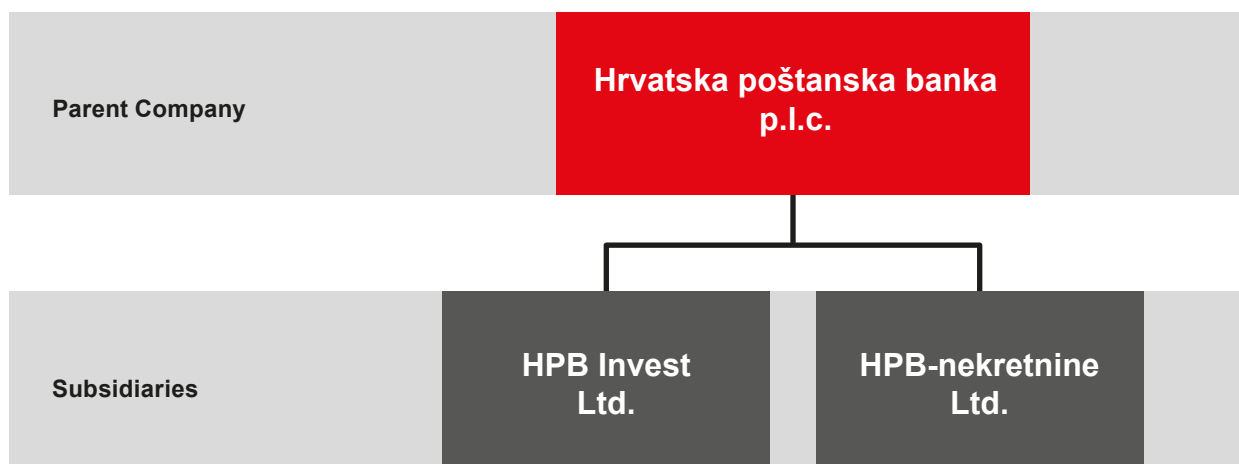 Parent Company
Hrvatska poštanska banka
p.l.c.
Subsidiaries
HPB Invest
Ltd.
HPB-nekretnine
Ltd.